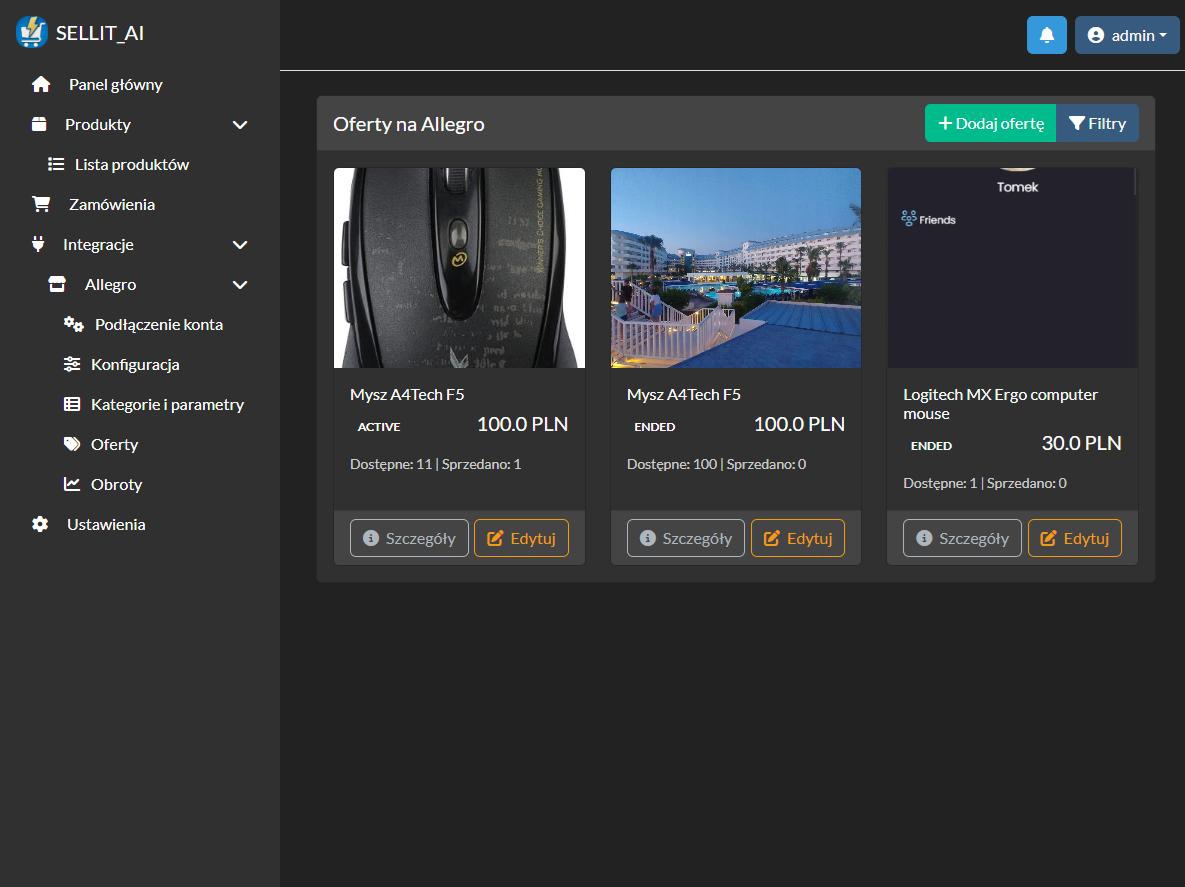 SELLIT_AI
admin
Panel główny
Produkty
Lista produktów
Zamówienia
Integracje
Allegro
Podłączenie konta
Konfiguracja
Kategorie i parametry
Oferty
Obroty
Ustawienia
Oferty na Allegro
Dodaj ofertę
Filtry
WINNER'S CHOICE GAMING
Mysz A4Tech F5
ACTIVE
100.0 PLN
Dostępne: 11 | Sprzedano: 1
Szczegóły
Edytuj
Mysz A4Tech F5
ENDED
100.0 PLN
Dostępne: 100 | Sprzedano: 0
Szczegóły
Edytuj
Tomek
Friends
Logitech MX Ergo computer
mouse
ENDED
30.0 PLN
Dostępne: 1 | Sprzedano: 0
Szczegóły
Edytuj